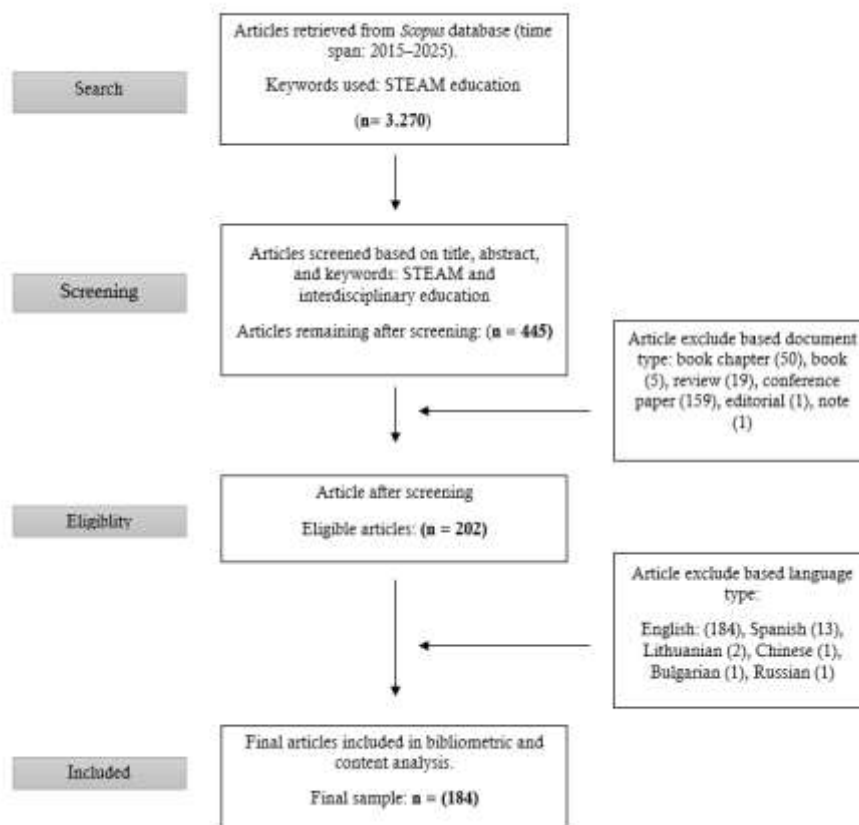 Search
Articles retrieved from Scopus database (time
span: 2015–2025).
Keywords used: STEAM education
(n= 3.270)
Screening
Articles screened based on title, abstract,
and keywords: STEAM and
interdisciplinary education
Articles remaining after screening: (n = 445)
Article exclude based document
type: book chapter (50), book
(5), review (19), conference
paper (159), editorial (1), note
(1)
Eligiblity
Article after screening
Eligible articles: (n = 202)
Article exclude based language
type:
English: (184), Spanish (13),
Lithuanian (2), Chinese (1),
Bulgarian (1), Russian (1)
Included
Final articles included in bibliometric and
content analysis.
Final sample: n = (184)